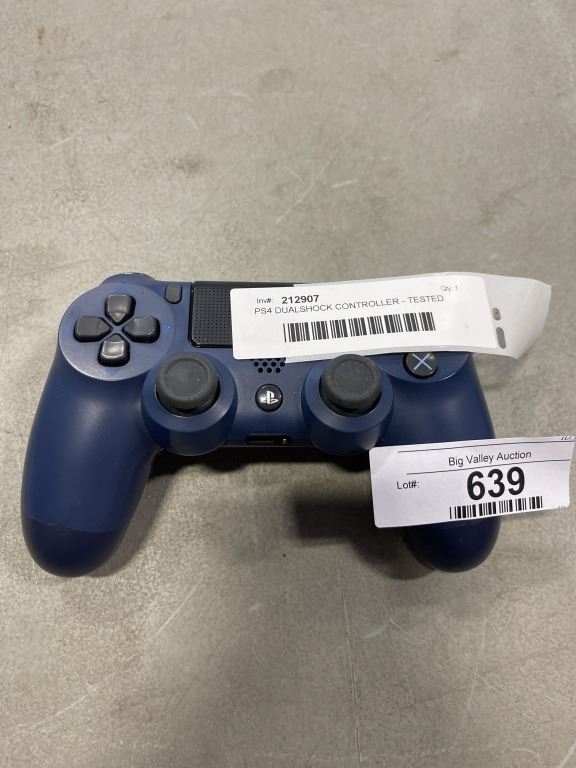 Inv#: 212907 Qty: 1
PS4 DUALSHOCK CONTROLLER - TESTED
Big Valley Auction
Lot#: 639